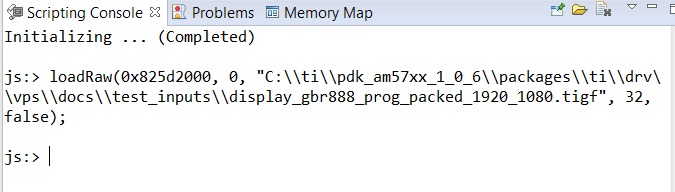 Scripting Console Problems Memory Map
Initializing ... (Completed)
js:> loadRaw(0x825d2000, 0, "C:\\ti\\pdk_am57xx_1_0_6\\packages\\ti\\drv\
\vps\\docs\\test_inputs\\display_gbr888_prog_packed_1920_1080.tigf", 32,
false);
js:>